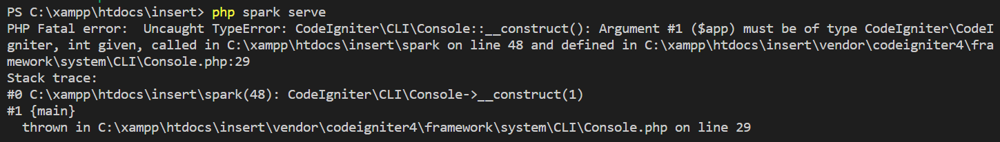 PS C:\xampp\htdocs\insert> php spark serve
PHP Fatal error:  Uncaught TypeError: CodeIgniter\CLI\Console::__construct(): Argument #1 ($app) must be of type CodeIgniter\CodeI
gniter, int given, called in C:\xampp\htdocs\insert\spark on line 48 and defined in C:\xampp\htdocs\insert\vendor\codeigniter4\fra
mework\system\CLI\Console.php:29
Stack trace:
#0 C:\xampp\htdocs\insert\spark(48): CodeIgniter\CLI\Console->__construct(1)
#1 {main}
  thrown in C:\xampp\htdocs\insert\vendor\codeigniter4\framework\system\CLI\Console.php on line 29